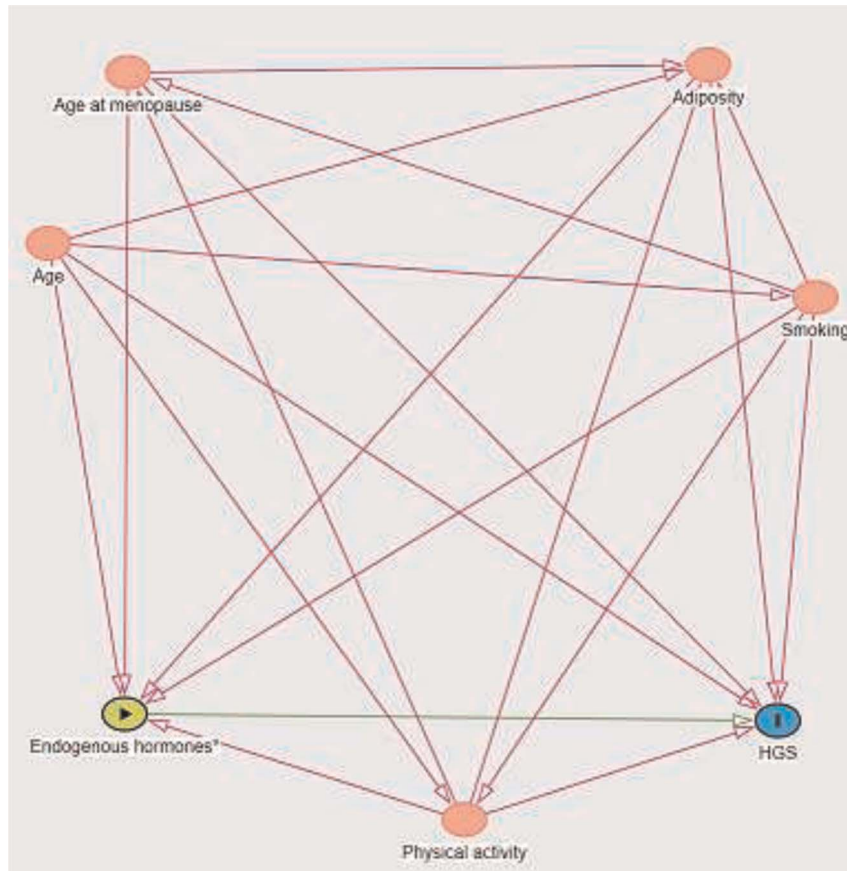 Age at menopause
Adiposity
Age
Smoking
Endogenous hormones*
HGS
Physical activity